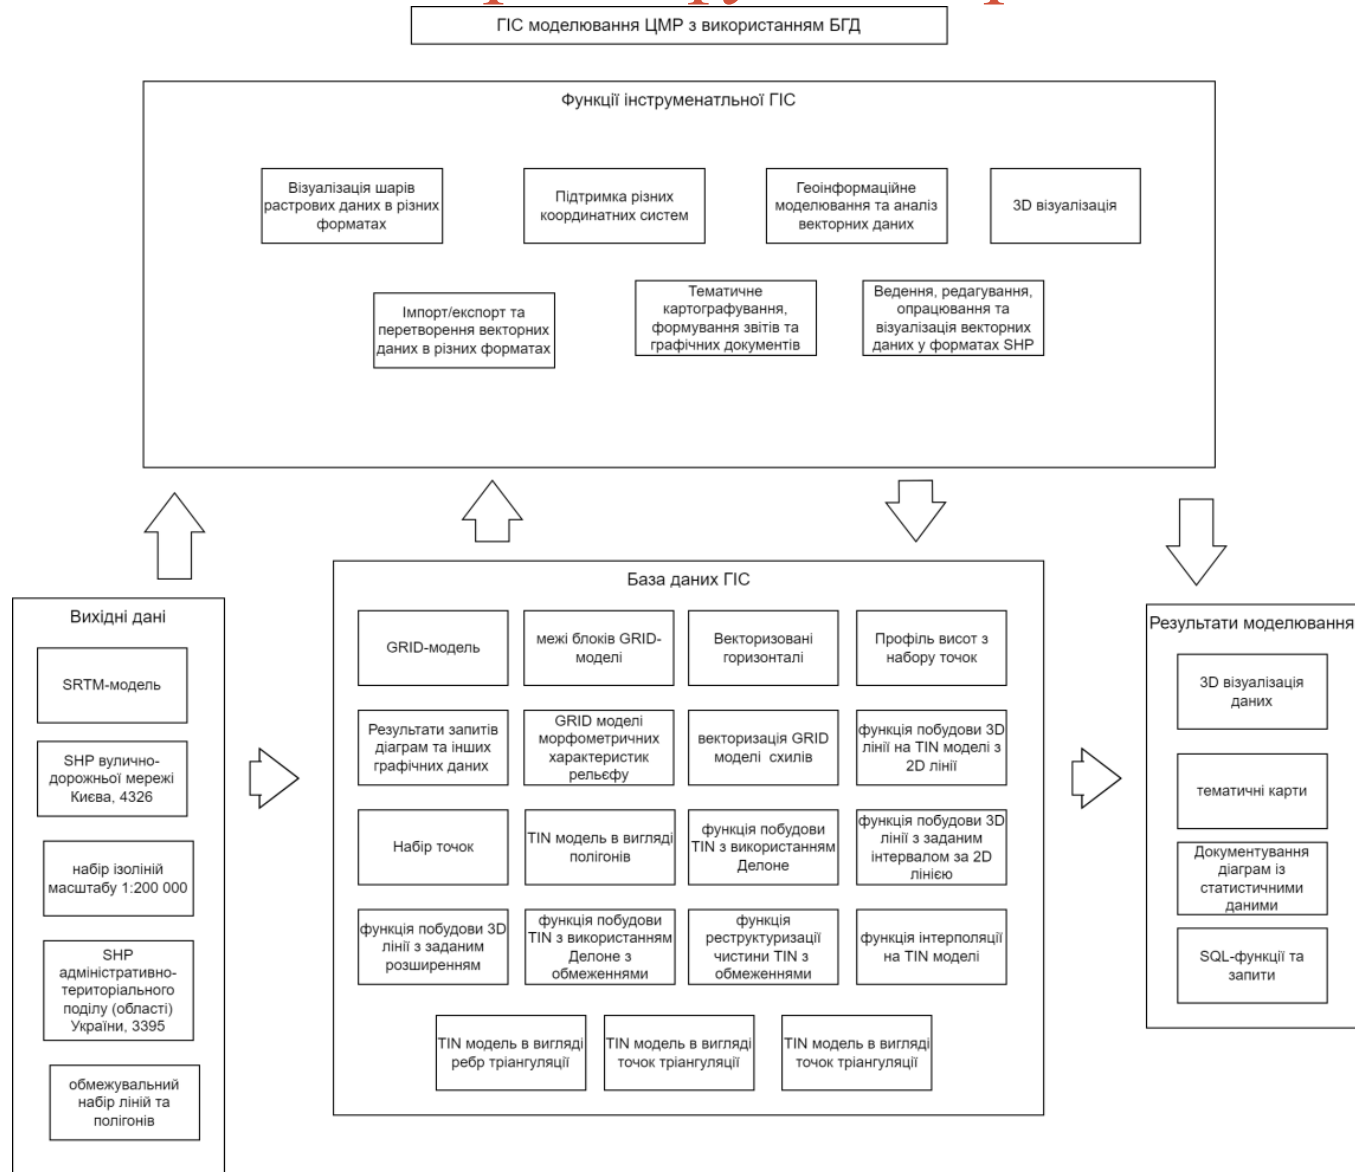 ГІС моделювання ЦМР з використанням БГД
Функції інструменатльної ГІС
Візуалізація шарів
растрових даних в різних
форматах
Підтримка різних
координатних систем
Геоінформаційне
моделювання та аналіз
векторних даних
3D візуалізація
Імпорт/експорт та
перетворення векторних
даних в різних форматах
Тематичне
картографування,
формування звітів та
графічних документів
Ведення, редагування,
опрацювання та
візуалізація векторних
даних у форматах SHP
Вихідні дані
SRTM-модель
SHP вулично-
дорожньої мережі
Києва, 4326
набір ізоліній
масштабу 1:200 000
SHP
адміністративно-
територіального
поділу (області)
України, 3395
обмежувальний
набір ліній та
полігонів
База даних ГІС
GRID-модель
межі блоків GRID-
моделі
Векторизовані
горизонталі
Профіль висот з
набору точок
Результати запитів
діаграм та інших
графічних даних
GRID моделі
морфометричних
характеристик
рельєфу
векторизація GRID
моделі схилів
функція побудови 3D
лінії на TIN моделі з
2D лінії
Набір точок
TIN модель в вигляді
полігонів
функція побудови
TIN з використанням
Делоне
функція побудови 3D
лінії з заданим
інтервалом за 2D
лінією
функція побудови 3D
лінії з заданим
розширенням
функція побудови
TIN з використанням
Делоне з
обмеженнями
функція
реструктуризації
чистини TIN з
обмеженнями
функція інтерполяції
на TIN моделі
TIN модель в вигляді
ребр тріангуляції
TIN модель в вигляді
точок тріангуляції
TIN модель в вигляді
точок тріангуляції
Результати моделювання
3D візуалізація
даних
тематичні карти
Документування
діаграм із
статистичними
даними
SQL-функції та
запити